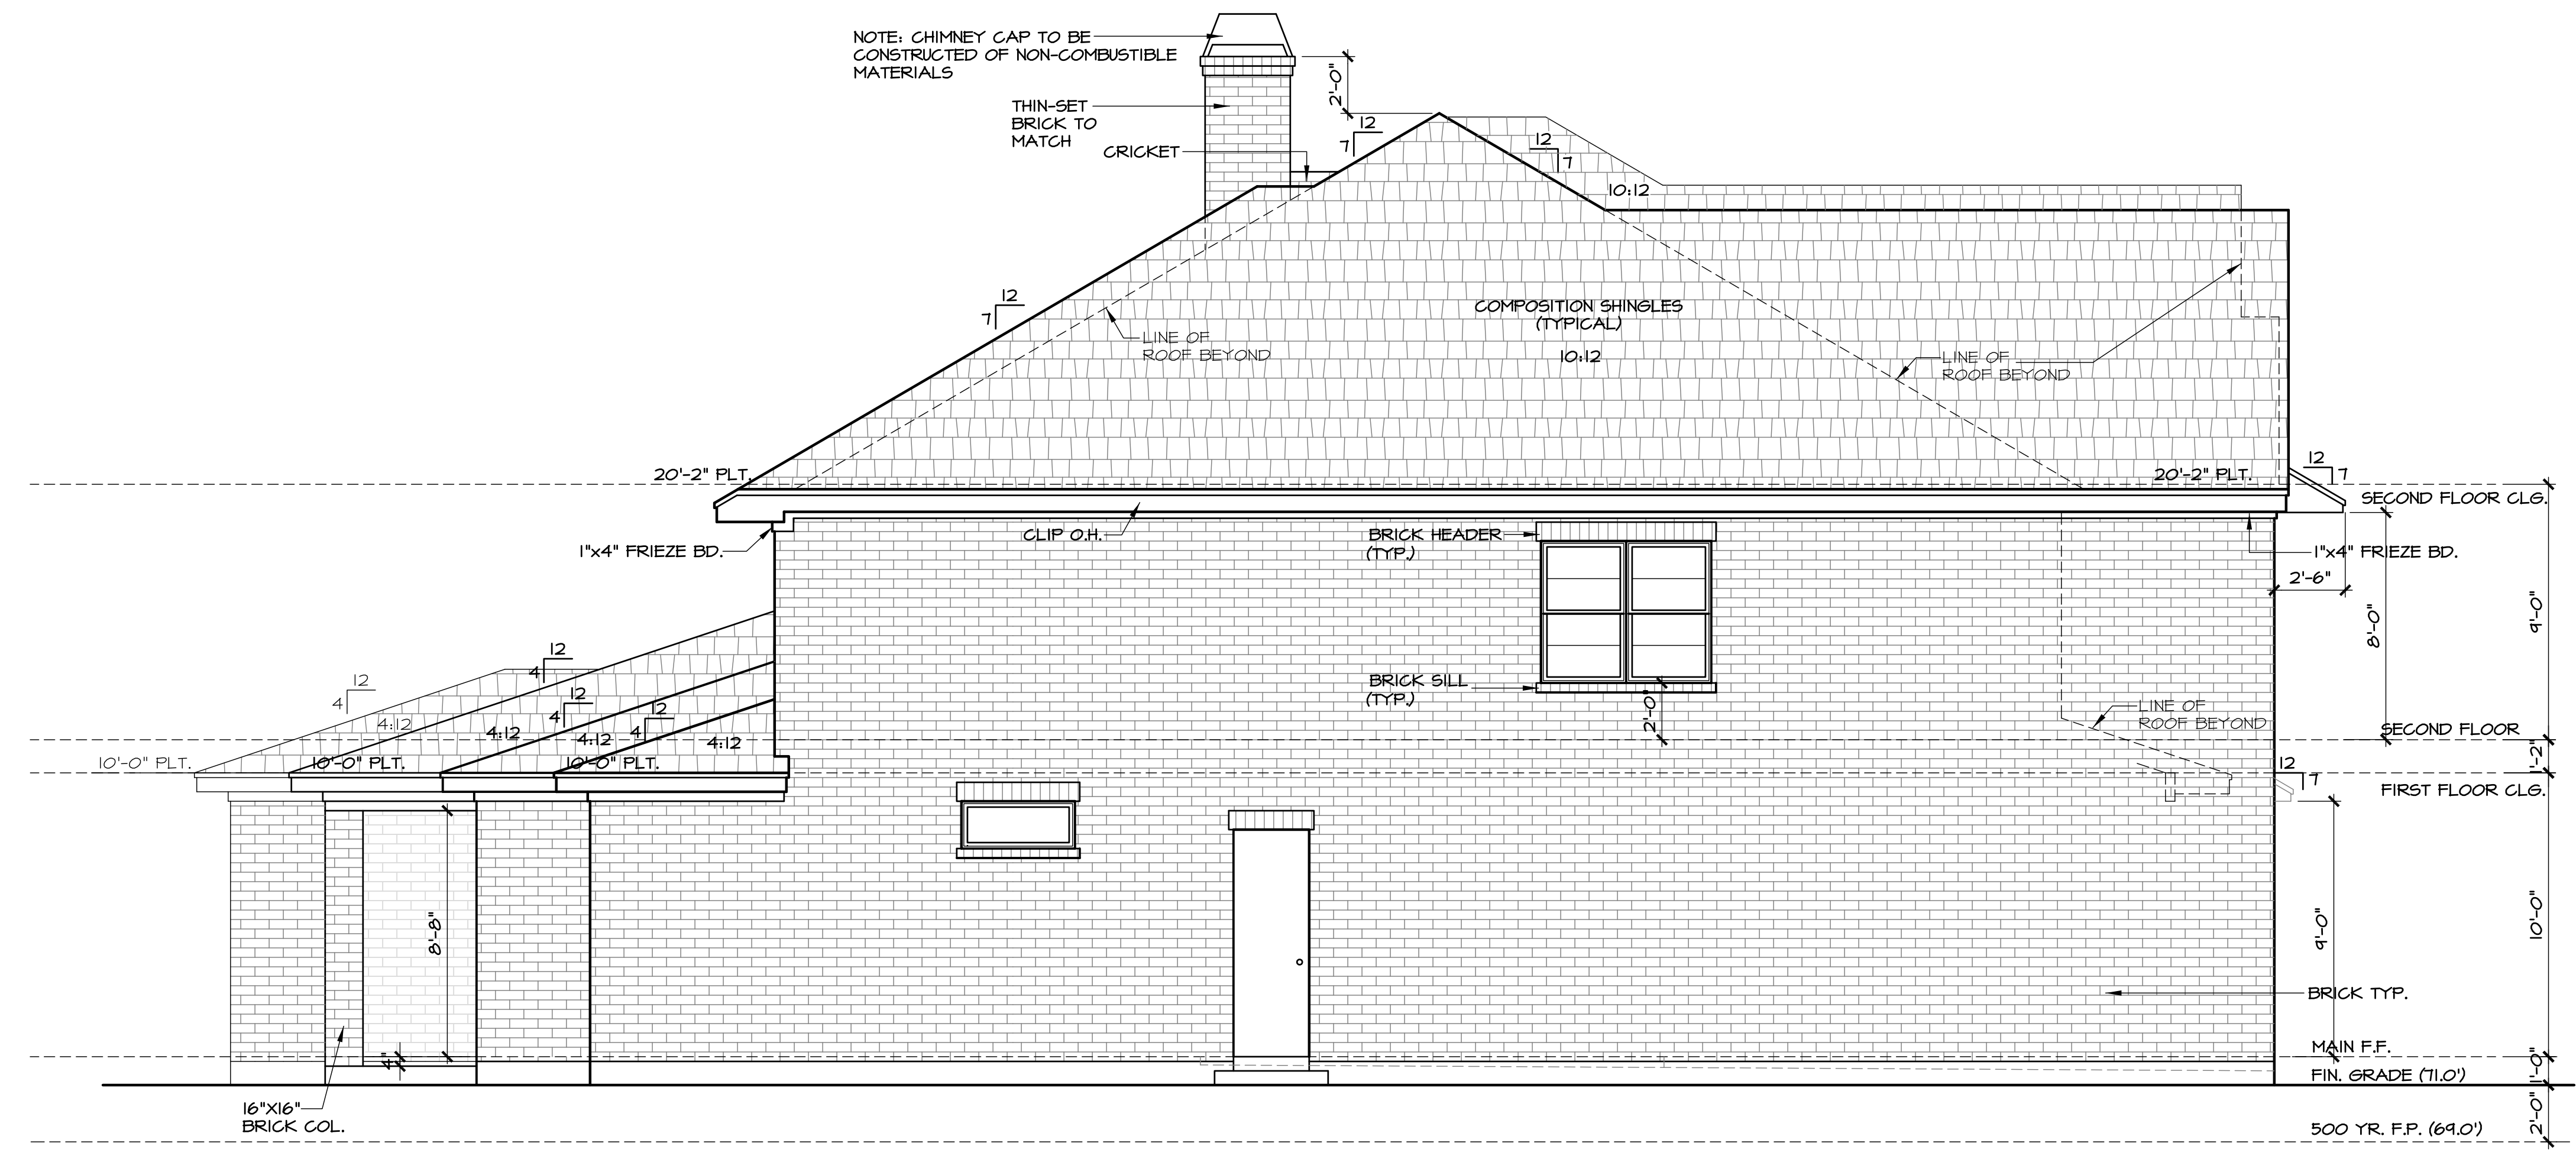 NOTE: CHIMNEY CAP TO BE
CONSTRUCTED OF NON-COMBUSTIBLE
MATERIALS
2'-0"
THIN-SET
BRICK TO
MATCH
CRICKET
12
7
12
7
10:12
12
7
COMPOSITION SHINGLES
(TYPICAL)
10:12
LINE OF
ROOF BEYOND
LINE OF
ROOF BEYOND
20'-2" PLT.
20'-2" PLT.
12
7
SECOND FLOOR CLG.
CLIP O.H.
1"x4" FRIEZE BD.
BRICK HEADER
(TYP.)
1"x4" FRIEZE BD.
2'-6"
8'-0"
9'-0"
12
4
12
4
12
4
12
4
4:12
4:12
4:12
4:12
BRICK SILL
(TYP.)
2'-0"
LINE OF
ROOF BEYOND
SECOND FLOOR
1'-2"
10'-0" PLT.
10'-0" PLT.
10'-0" PLT.
12
7
FIRST FLOOR CLG.
8'-8"
9'-0"
10'-0"
BRICK TYP.
4"
MAIN F.F.
1'-0"
FIN. GRADE (71.0')
16"X16"
BRICK COL.
2'-0"
500 YR. F.P. (69.0')